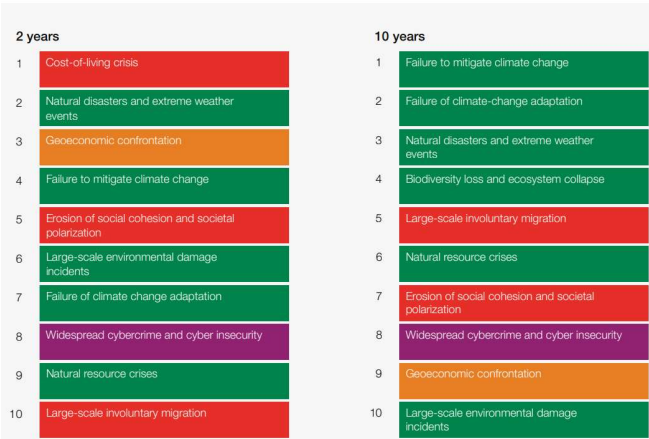 2 years
1 Cost-of-living crisis
2 Natural disasters and extreme weather
events
3 Geoeconomic confrontation
4 Failure to mitigate climate change
5 Erosion of social cohesion and societal
polarization
6 Large-scale environmental damage
incidents
7 Failure of climate change adaptation
8 Widespread cybercrime and cyber insecurity
9 Natural resource crises
10 Large-scale involuntary migration
10 years
1 Failure to mitigate climate change
2 Failure of climate-change adaptation
3 Natural disasters and extreme weather
events
4 Biodiversity loss and ecosystem collapse
5 Large-scale involuntary migration
6 Natural resource crises
7 Erosion of social cohesion and societal
polarization
8 Widespread cybercrime and cyber insecurity
9 Geoeconomic confrontation
10 Large-scale environmental damage
incidents